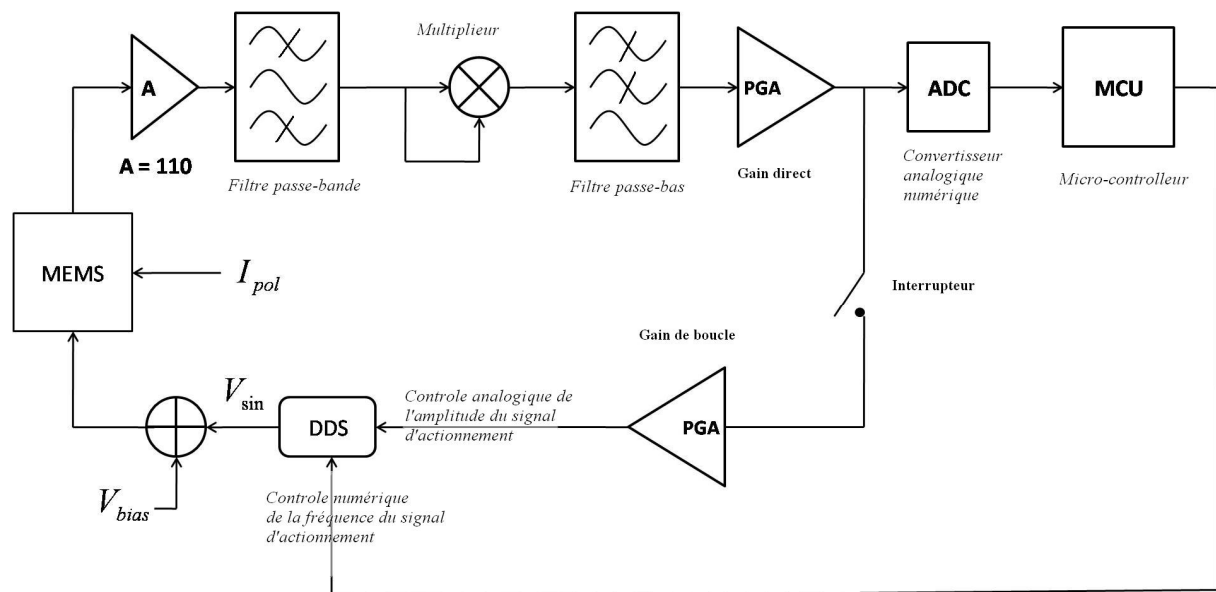 Multiplieur
A
PGA
ADC
MCU
A = 110
Filtre passe-bande
Filtre passe-bas
Gain direct
Convertisseur
analogique
numérique
Micro-controlleur
MEMS
I pol
Interrupteur
Gain de boucle
V sin
Controle analogique de
l'amplitude du signal
d'actionnement
DDS
PGA
V bias
Controle numérique
de la fréquence du signal
d'actionnement